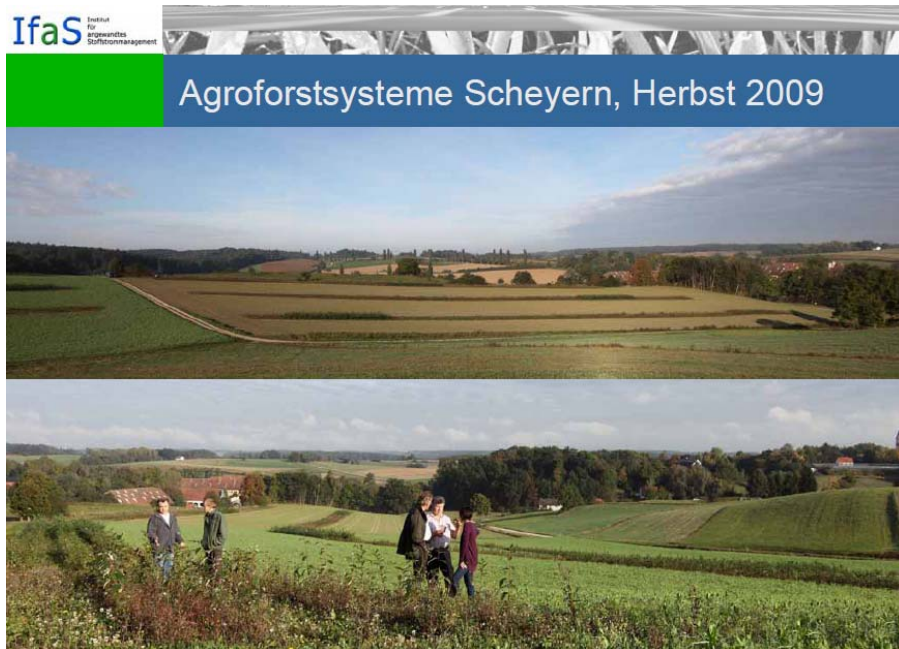 IfaS
Institut
für
angewandtes
Stoffstrommanagement
Agroforstsysteme Scheyern, Herbst 2009